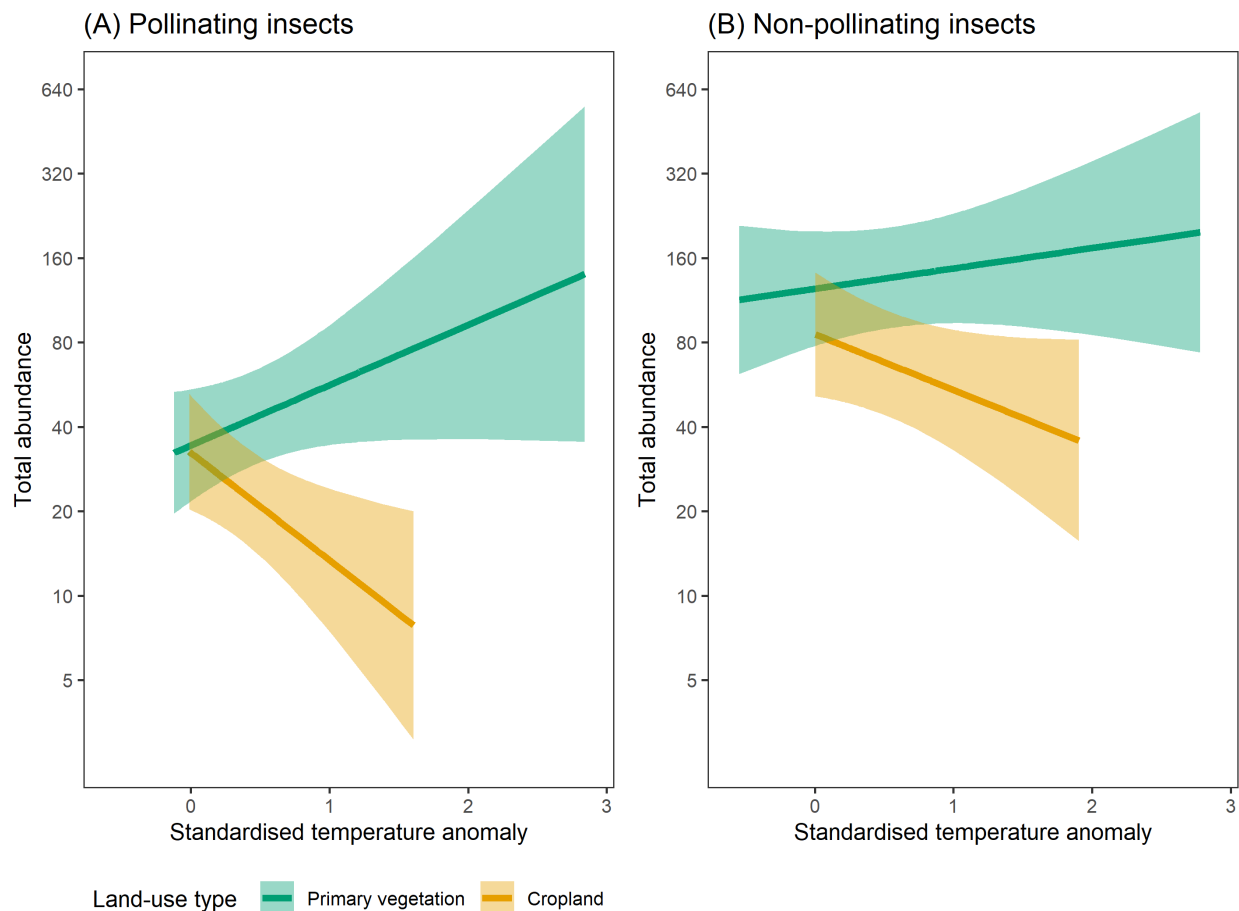 (A) Pollinating insects
Total abundance
640
320
160
80
40
20
10
5
0 1 2 3
Standardised temperature anomaly
(B) Non-pollinating insects
Total abundance
640
320
160
80
40
20
10
5
0 1 2 3
Standardised temperature anomaly
Land-use type Primary vegetation Cropland